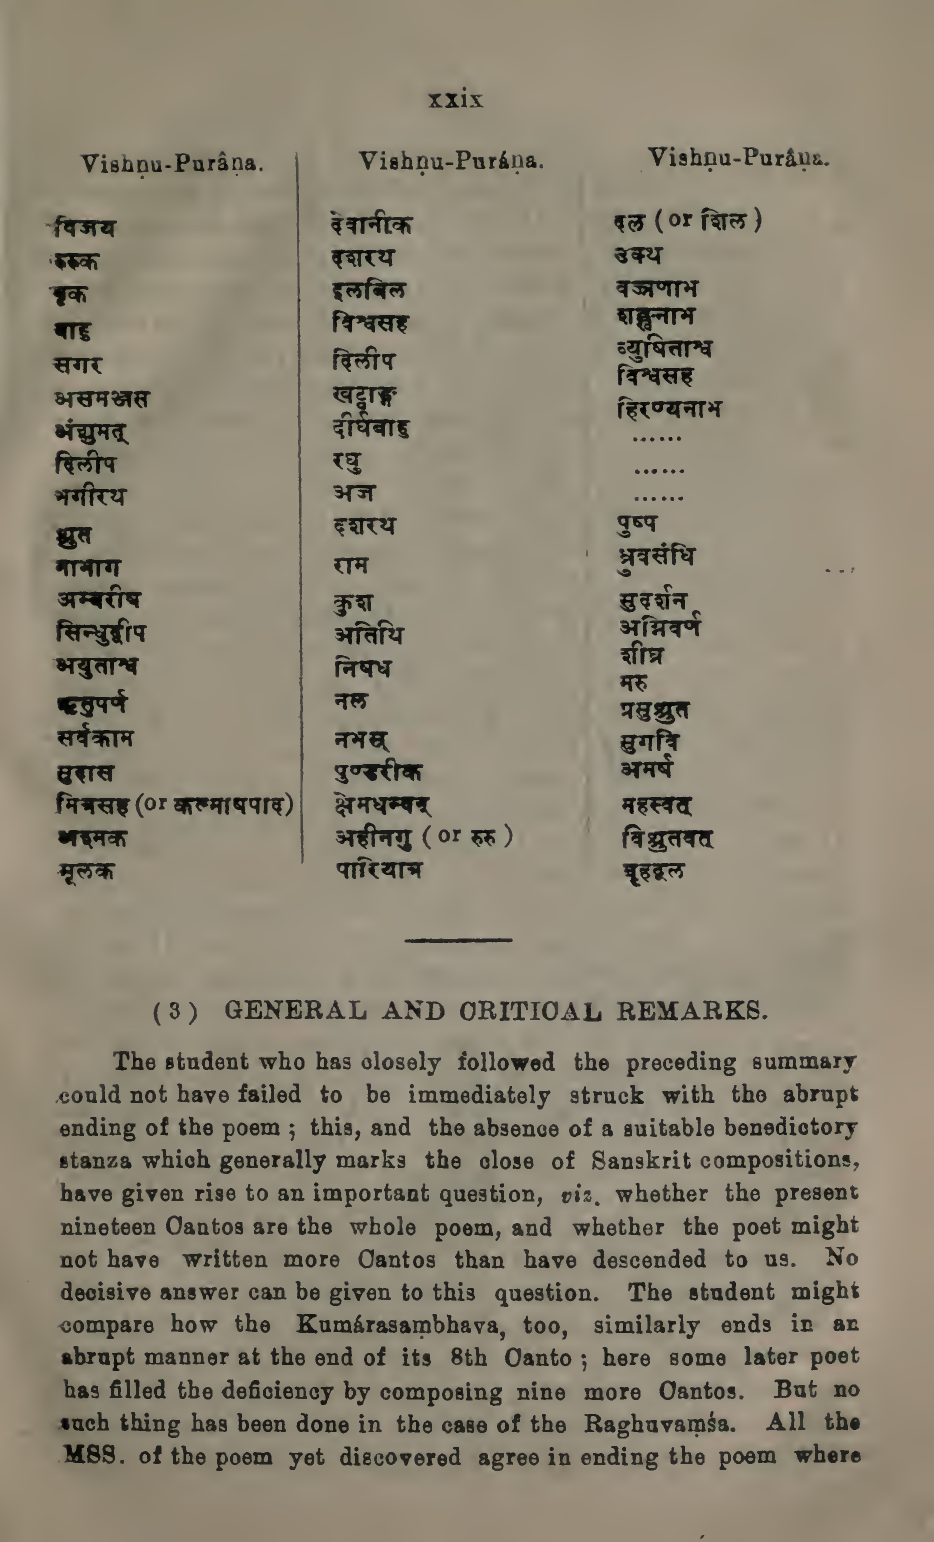 xxix
Vishṇu-Purâṇa.
विजय
रुरुक
वृक
बाहु
सगर
असमञ्जस
अंशुमत्
दिलीप
भगीरथ
श्रुत
नाभाग
अम्बरीष
सिन्धुद्वीप
अयुताश्व
ऋतुपर्ण
सर्वकाम
सुदास
मित्रसह (or कल्माषपाद)
अश्मक
मूलक
Vishṇu-Puráṇa.
देवानीक
दशरथ
इलबिल
विश्वसह
दिलीप
खट्वाङ्ग
दीर्घबाहु
रघु
अज
दशरथ
राम
कुश
अतिथि
निषध
नल
नभस्
पुण्डरीक
क्षेमधन्वन्
अहीनगु ( or रुरु )
पारियात्र
Vishṇu-Purâṇa.
दल ( or शिल )
उक्थ
वज्रणाभ
शङ्खनाभ
व्युषिताश्व
विश्वसह
हिरण्यनाभ
......
......
......
पुष्प
ध्रुवसंधि
सुदर्शन
अग्निवर्ण
शीघ्र
मरु
प्रसुश्रुत
सुगवि
अमर्ष
महस्वत्
विश्रुतवत्
बृहद्वल
( 3 ) GENERAL AND CRITICAL REMARKS.
The student who has closely followed the preceding summary
could not have failed to be immediately struck with the abrupt
ending of the poem ; this, and the absence of a suitable benedictory
stanza which generally marks the close of Sanskrit compositions,
have given rise to an important question, viz. whether the present
nineteen Cantos are the whole poem, and whether the poet might
not have written more Cantos than have descended to us. No
decisive answer can be given to this question. The student might
compare how the Kumárasaṃbhava, too, similarly ends in an
abrupt manner at the end of its 8th Canto ; here some later poet
has filled the deficiency by composing nine more Cantos. But no
such thing has been done in the case of the Raghuvaṃśa. All the
MSS. of the poem yet discovered agree in ending the poem where